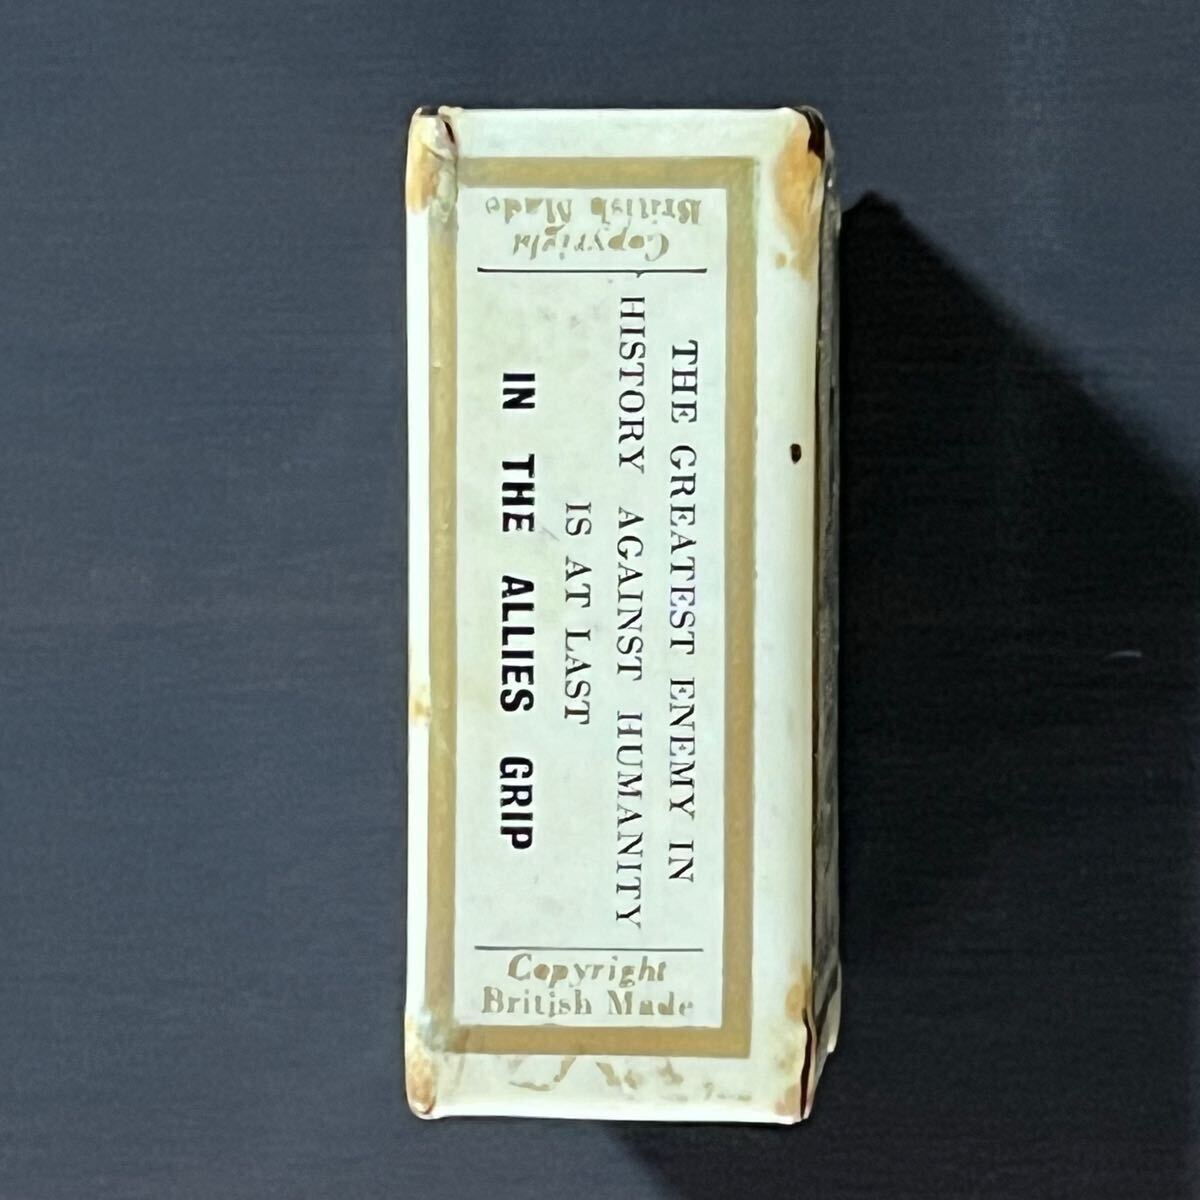 THE GREATEST ENEMY IN
HISTORY AGAINST HUMANITY
IS AT LAST
IN THE ALLIES GRIP
Copyright
British Made
Copyright
British Made